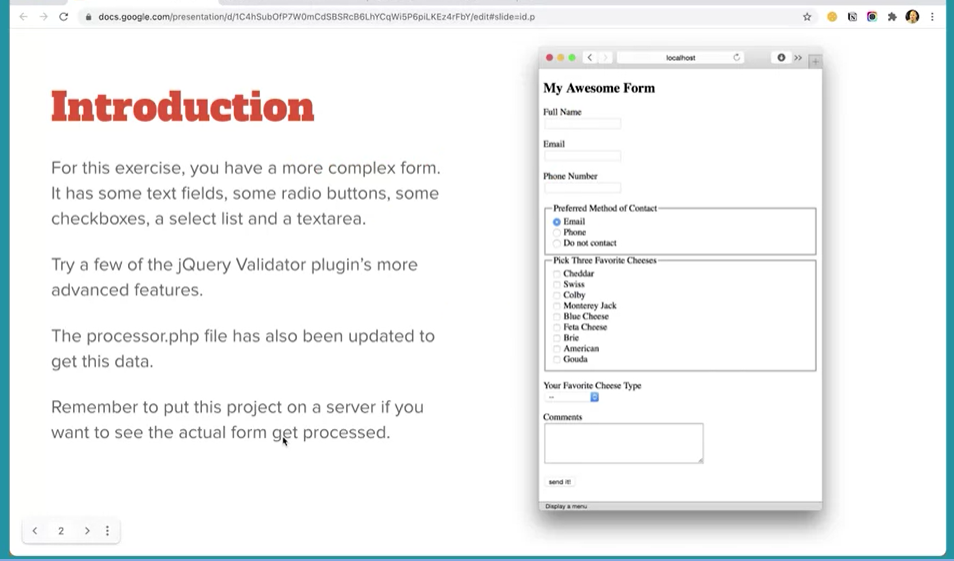 docs.google.com/presentation/d/1C4hSubOfP7W0mCdSBSRcB6LhYCqWi5P6piLKEz4rFbY/edit#slide=id.p
Introduction
For this exercise, you have a more complex form.
It has some text fields, some radio buttons, some
checkboxes, a select list and a textarea.
Try a few of the jQuery Validator plugin's more
advanced features.
The processor.php file has also been updated to
get this data.
Remember to put this project on a server if you
want to see the actual form get processed.
2
localhost
My Awesome Form
Full Name
Email
Phone Number
Preferred Method of Contact
Email
Phone
Do not contact
Pick Three Favorite Cheeses
Cheddar
Swiss
Colby
Monterey Jack
Blue Cheese
Feta Cheese
Brie
American
Gouda
Your Favorite Cheese Type
--
Comments
send it!
Display a menu